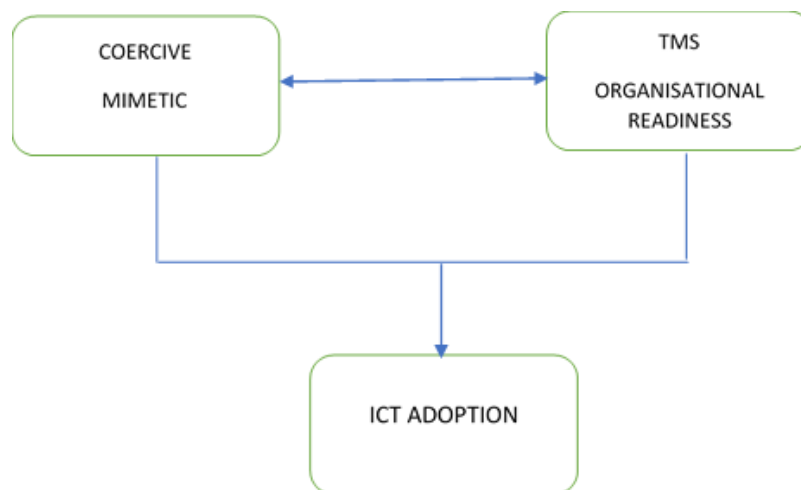 COERCIVE
MIMETIC
TMS
ORGANISATIONAL
READINESS
ICT ADOPTION